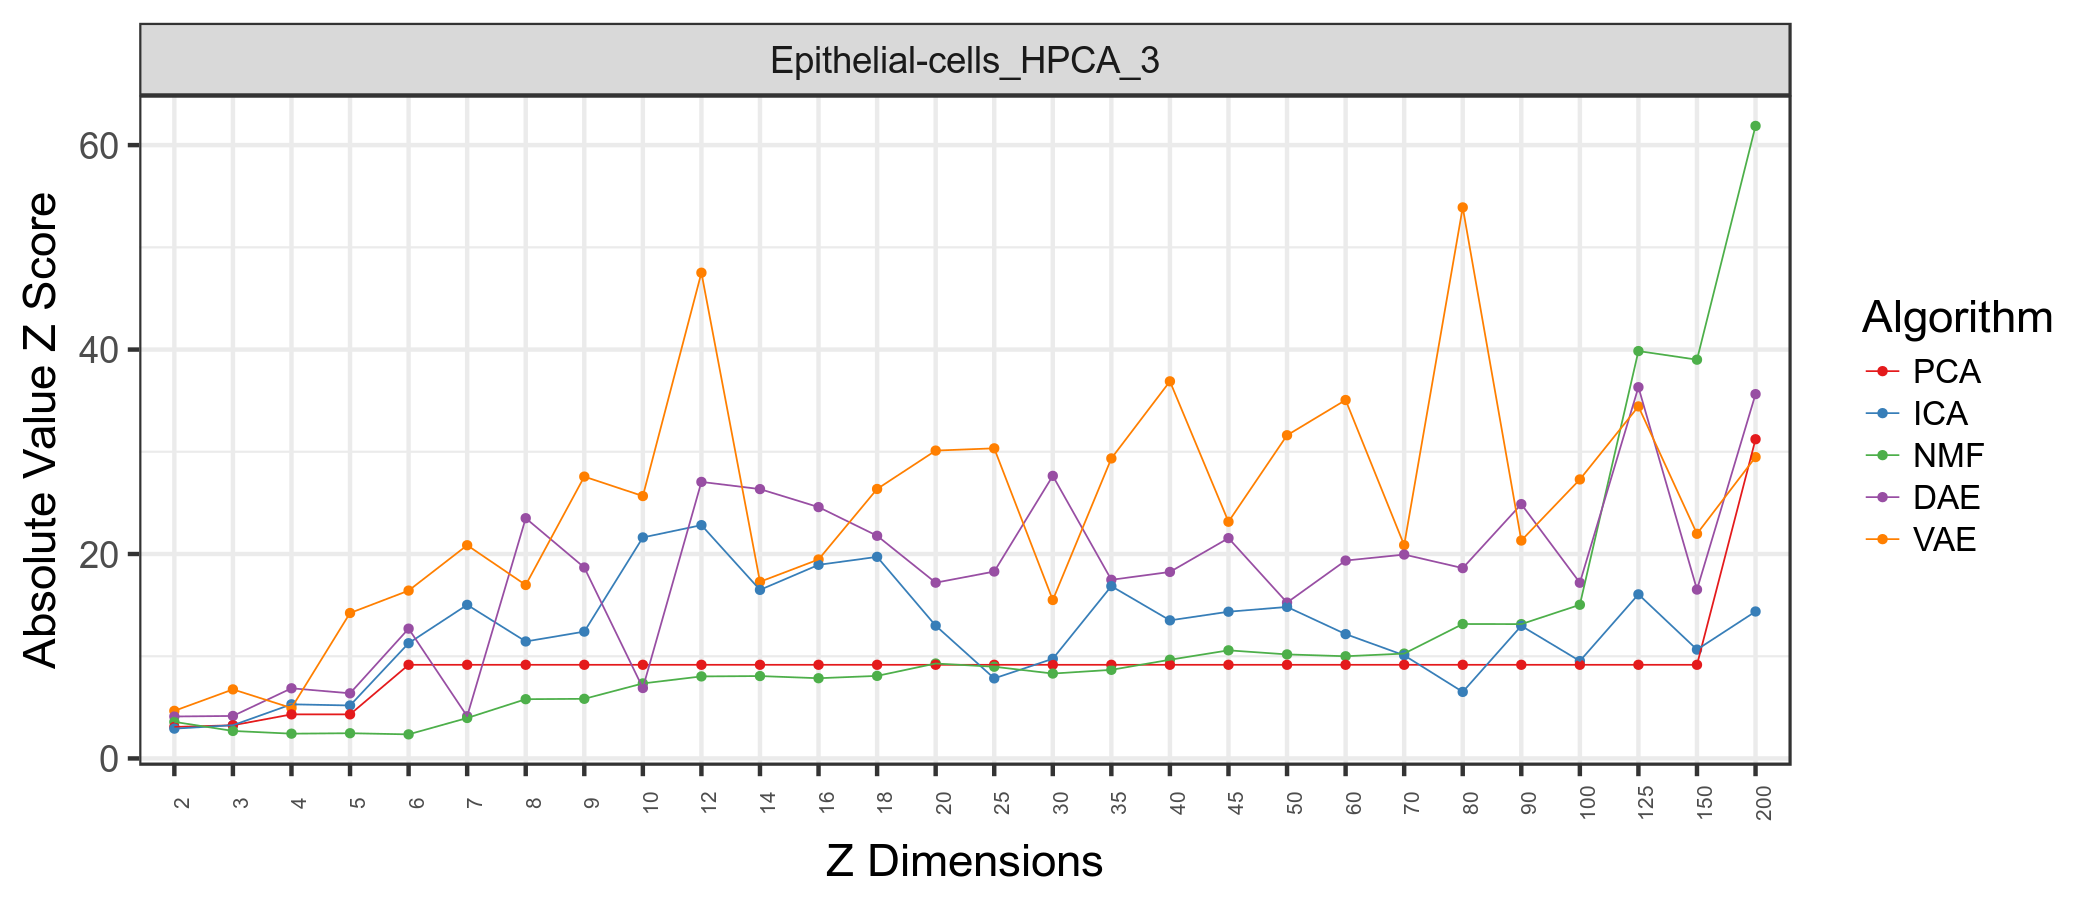 Epithelial-cells_HPCA_3
60
40
20
0
Absolute Value Z Score
2 3 4 5 6 7 8 9 10 12 14 16 18 20 25 30 35 40 45 50 60 70 80 90 100 125 150 200
Z Dimensions
Algorithm
PCA
ICA
NMF
DAE
VAE